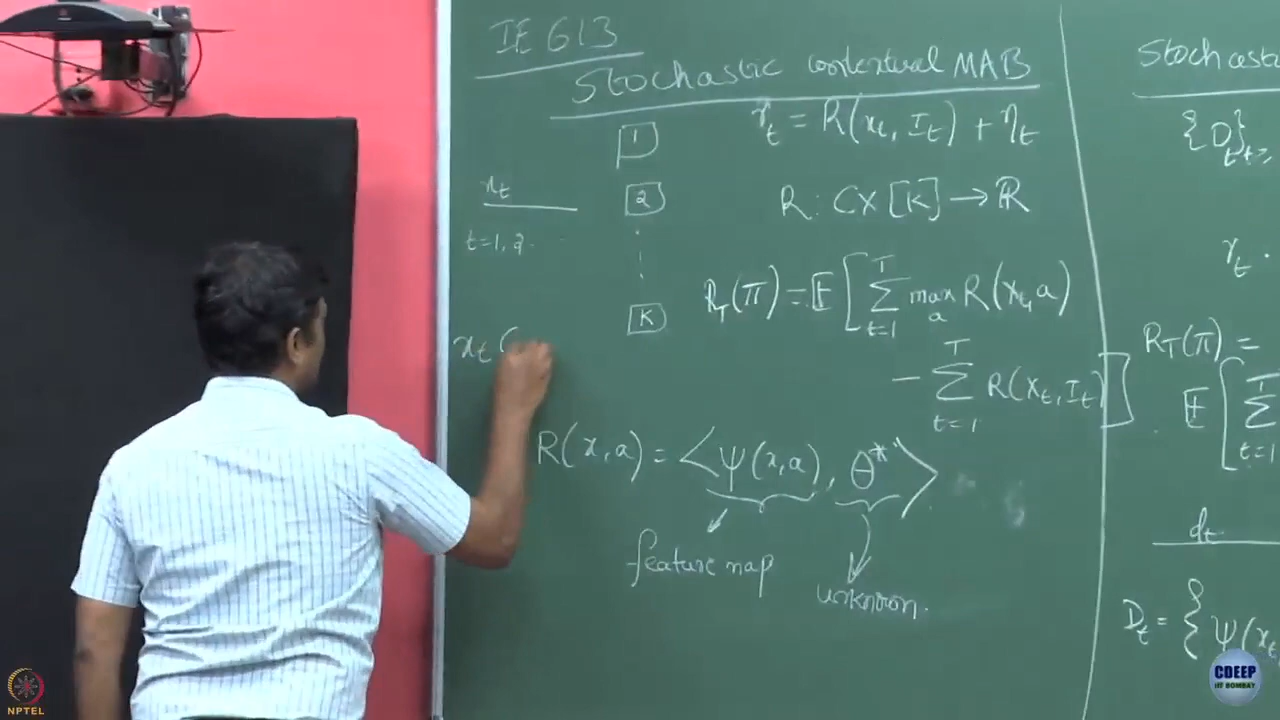 IE 613
Stochastic contextual MAB
1
r_t = R(x_t, I_t) + η_t
x_t
2
R : C × [K] → ℝ
t=1, 2 . .
K
R_T(π) = 𝔼 [ Σ_{t=1}^{T} max_a R(x_t, a)
− Σ_{t=1}^{T} R(x_t, I_t) ]
x_t (
R(x, a) = < ψ(x, a), θ* >
feature map
unknown.
Stochastic
{D_t}_{t≥
r_t .
R_T(π) =
𝔼 [ Σ_{t=1}^{T}
d_t
D_t = { ψ(x_t,
NPTEL
CDEEP
IIT BOMBAY